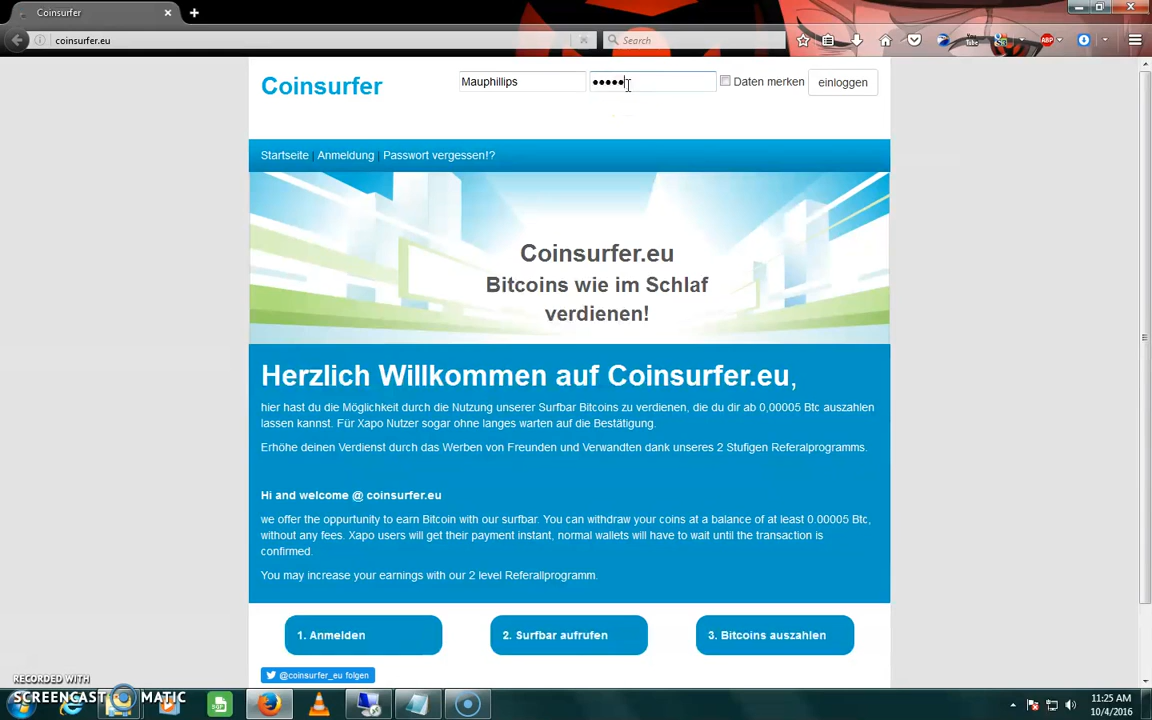 Coinsurfer
coinsurfer.eu
Search
Coinsurfer
Mauphillips
•••••
Daten merken
einloggen
Startseite | Anmeldung | Passwort vergessen!?
Coinsurfer.eu
Bitcoins wie im Schlaf
verdienen!
Herzlich Willkommen auf Coinsurfer.eu,
hier hast du die Möglichkeit durch die Nutzung unserer Surfbar Bitcoins zu verdienen, die du dir ab 0,00005 Btc auszahlen
lassen kannst. Für Xapo Nutzer sogar ohne langes warten auf die Bestätigung.
Erhöhe deinen Verdienst durch das Werben von Freunden und Verwandten dank unseres 2 Stufigen Referalprogramms.
Hi and welcome @ coinsurfer.eu
we offer the oppurtunity to earn Bitcoin with our surfbar. You can withdraw your coins at a balance of at least 0.00005 Btc,
without any fees. Xapo users will get their payment instant, normal wallets will have to wait until the transaction is
confirmed.
You may increase your earnings with our 2 level Referallprogramm.
1. Anmelden
2. Surfbar aufrufen
3. Bitcoins auszahlen
@coinsurfer_eu folgen
RECORDED WITH
SCREENCAST MATIC
11:25 AM
10/4/2016
ABP
You
Tube
SGP